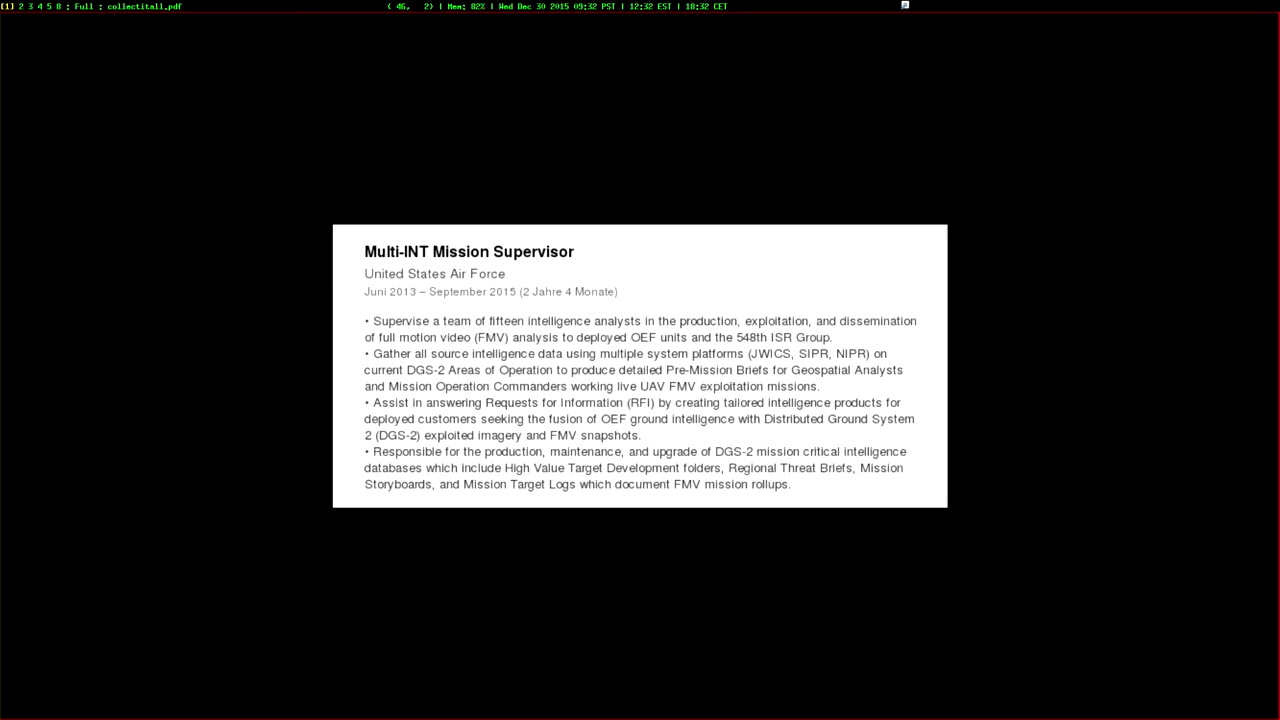 [1] 2 3 4 5 8 : Full : collectitall.pdf ( 46, 2) | Mem: 82% | Wed Dec 30 2015 09:32 PST | 12:32 EST | 18:32 CET
Multi-INT Mission Supervisor
United States Air Force
Juni 2013 – September 2015 (2 Jahre 4 Monate)
• Supervise a team of fifteen intelligence analysts in the production, exploitation, and dissemination
of full motion video (FMV) analysis to deployed OEF units and the 548th ISR Group.
• Gather all source intelligence data using multiple system platforms (JWICS, SIPR, NIPR) on
current DGS-2 Areas of Operation to produce detailed Pre-Mission Briefs for Geospatial Analysts
and Mission Operation Commanders working live UAV FMV exploitation missions.
• Assist in answering Requests for Information (RFI) by creating tailored intelligence products for
deployed customers seeking the fusion of OEF ground intelligence with Distributed Ground System
2 (DGS-2) exploited imagery and FMV snapshots.
• Responsible for the production, maintenance, and upgrade of DGS-2 mission critical intelligence
databases which include High Value Target Development folders, Regional Threat Briefs, Mission
Storyboards, and Mission Target Logs which document FMV mission rollups.